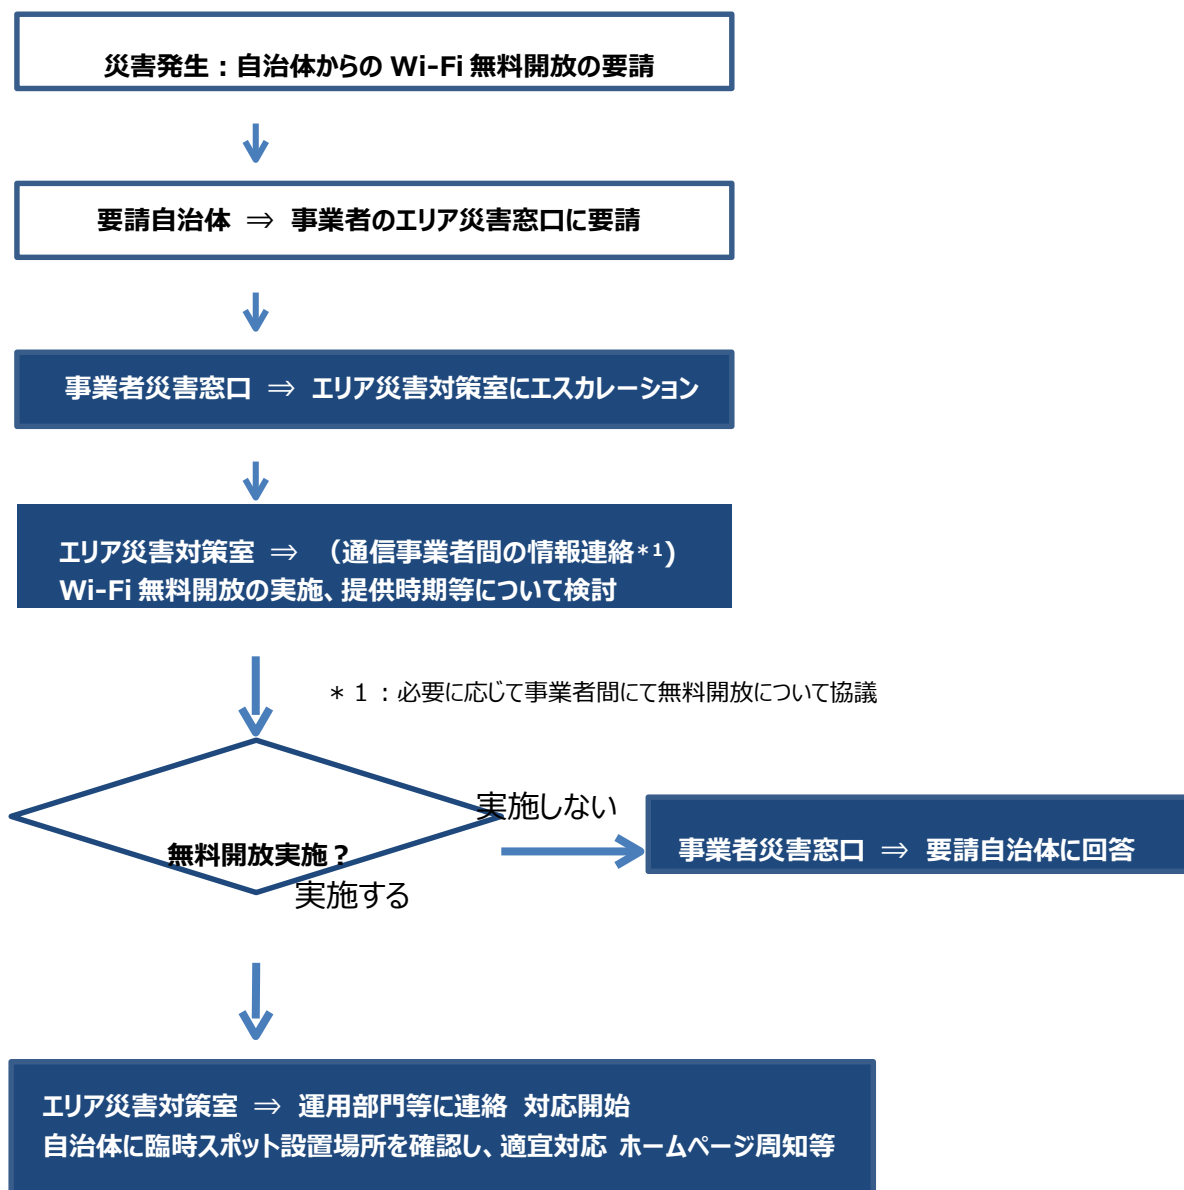 災害発生：自治体からの Wi-Fi 無料開放の要請
要請自治体 ⇒ 事業者のエリア災害窓口に要請
事業者災害窓口 ⇒ エリア災害対策室にエスカレーション
エリア災害対策室 ⇒ （通信事業者間の情報連絡*1)
Wi-Fi 無料開放の実施、提供時期等について検討
＊１：必要に応じて事業者間にて無料開放について協議
実施しない
無料開放実施？
事業者災害窓口 ⇒ 要請自治体に回答
実施する
エリア災害対策室 ⇒ 運用部門等に連絡 対応開始
自治体に臨時スポット設置場所を確認し、適宜対応 ホームページ周知等